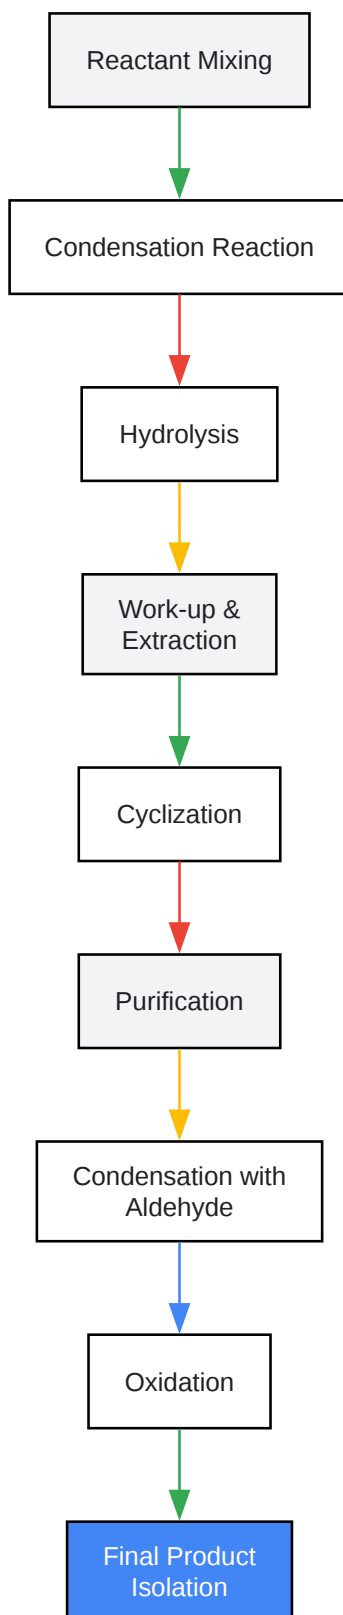 Reactant Mixing
Condensation Reaction
Hydrolysis
Work-up &
Extraction
Cyclization
Purification
Condensation with
Aldehyde
Oxidation
Final Product
Isolation